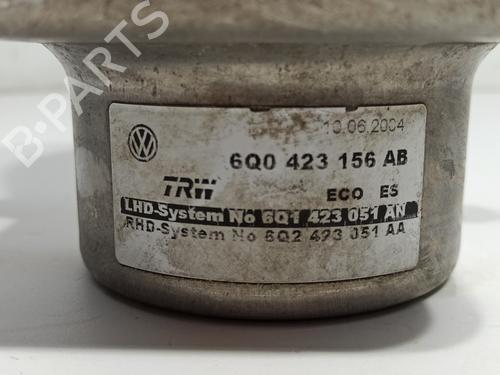 10.06.2004
6Q0 423 156 AB
TRW
ECO ES
LHD-System No 6Q1 423 051 AN
RHD-System No 6Q2 423 051 AA
B-PARTS